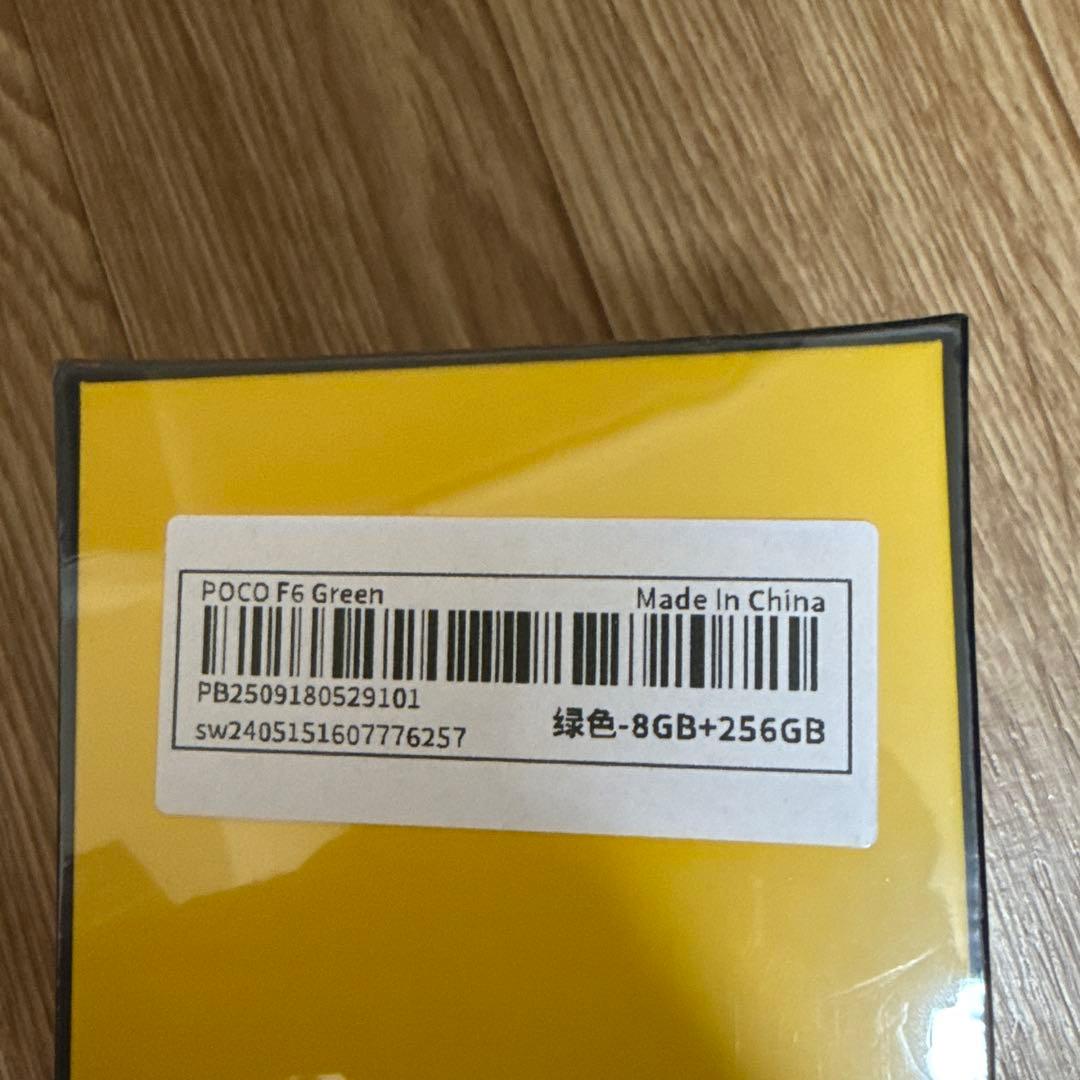 POCO F6 Green
Made In China
PB2509180529101
sw2405151607776257
绿色-8GB+256GB